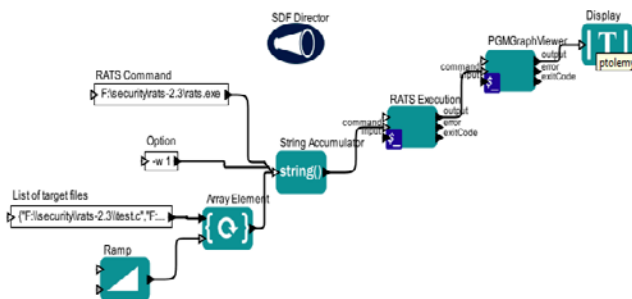 SDF Director
Display
T
ptolemy
PGMGraphViewer
command
input
$_
output
error
exitCode
RATS Command
F:\security\rats-2.3\rats.exe
RATS Execution
command
input
$_
output
error
exitCode
Option
-w 1
String Accumulator
string()
List of target files
{"F:\\security\\rats-2.3\\test.c","F:...
Array Element
{ }
Ramp